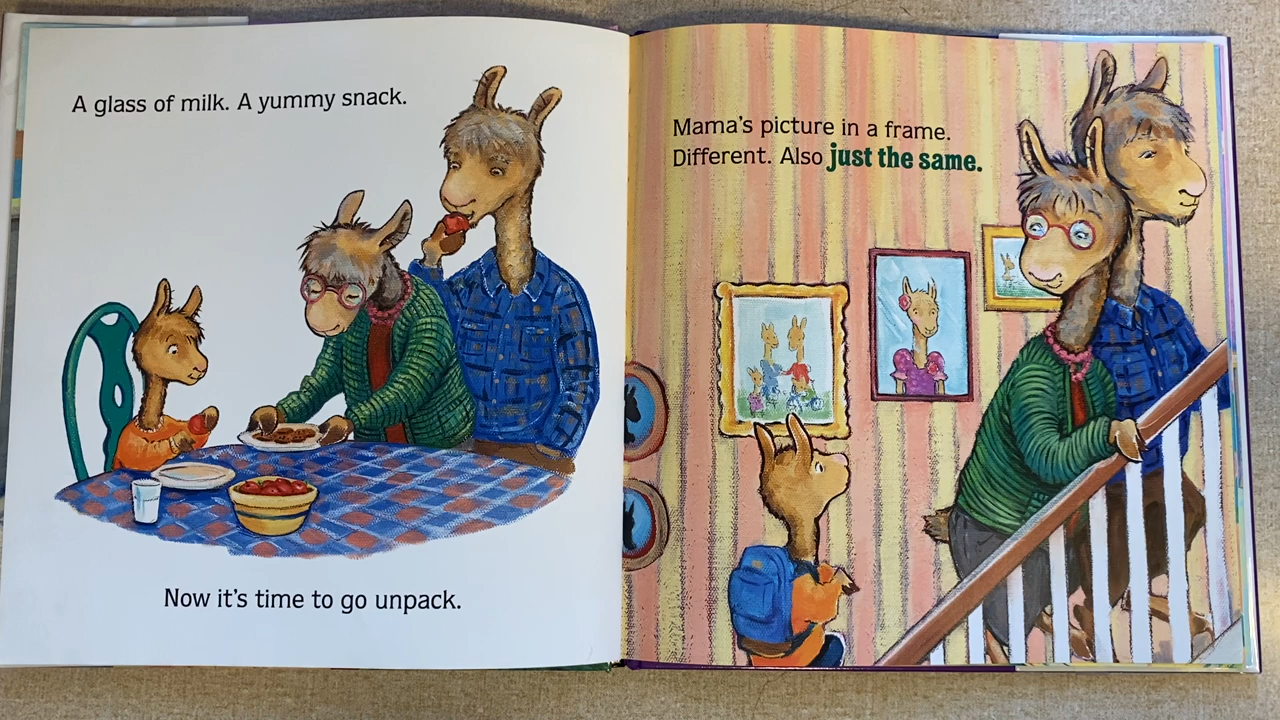 A glass of milk. A yummy snack.
Now it's time to go unpack.
Mama's picture in a frame.
Different. Also just the same.